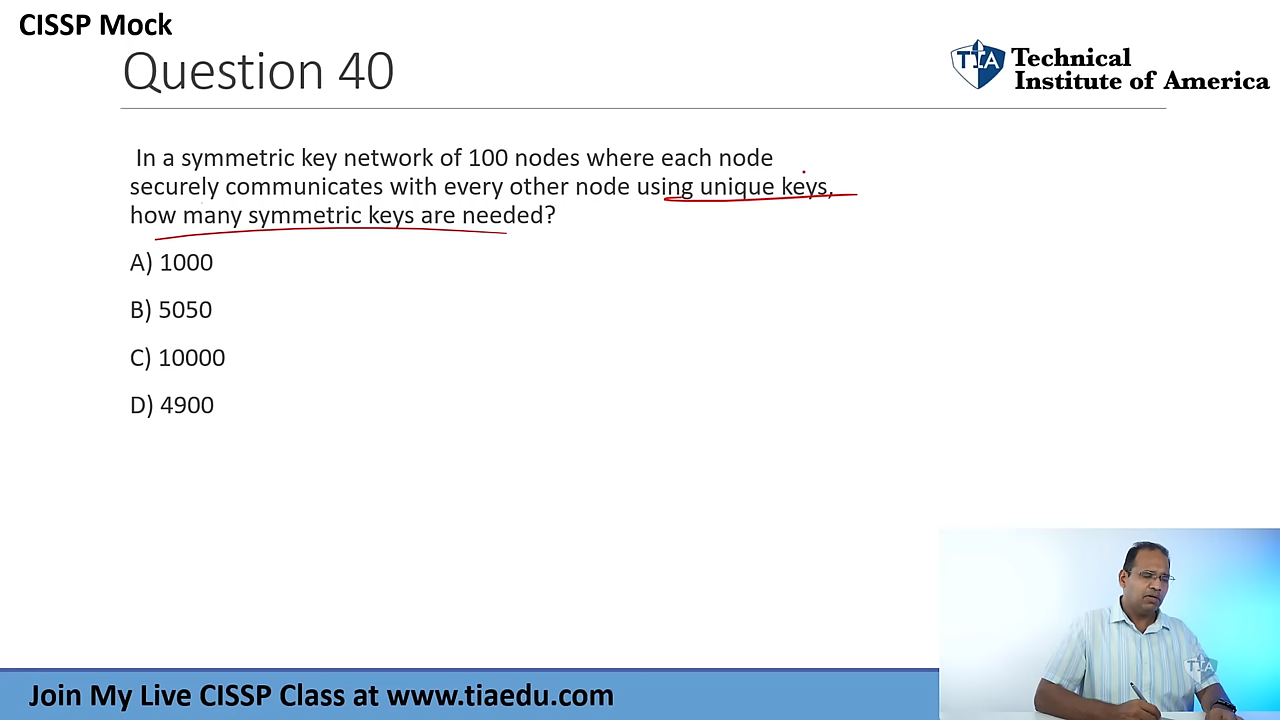 CISSP Mock
Question 40
Technical
Institute of America
TIA
In a symmetric key network of 100 nodes where each node
securely communicates with every other node using unique keys,
how many symmetric keys are needed?
A) 1000
B) 5050
C) 10000
D) 4900
TIA
Join My Live CISSP Class at www.tiaedu.com